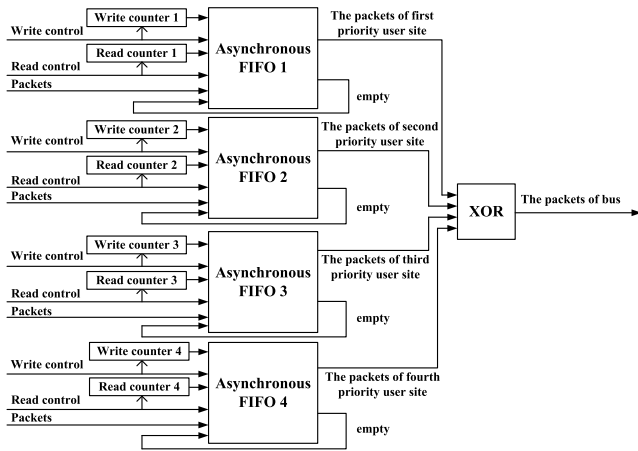 Write counter 1
Write control
Read counter 1
Read control
Packets
Asynchronous
FIFO 1
The packets of first
priority user site
empty
Write counter 2
Write control
Read counter 2
Read control
Packets
Asynchronous
FIFO 2
The packets of second
priority user site
empty
Write counter 3
Write control
Read counter 3
Read control
Packets
Asynchronous
FIFO 3
The packets of third
priority user site
empty
Write counter 4
Write control
Read counter 4
Read control
Packets
Asynchronous
FIFO 4
The packets of fourth
priority user site
empty
XOR
The packets of bus